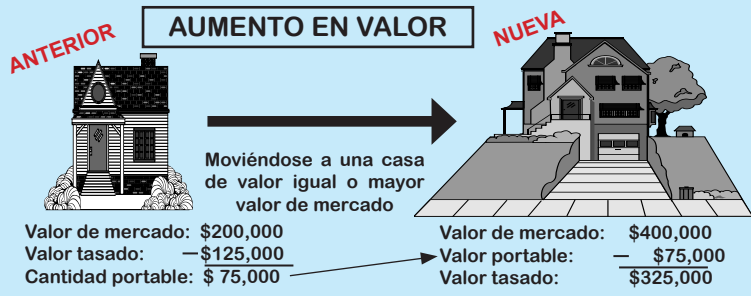 AUMENTO EN VALOR
ANTERIOR
NUEVA
Moviéndose a una casa
de valor igual o mayor
valor de mercado
Valor de mercado: $200,000
Valor tasado: —$125,000
Cantidad portable: $ 75,000
Valor de mercado: $400,000
Valor portable: — $75,000
Valor tasado: $325,000